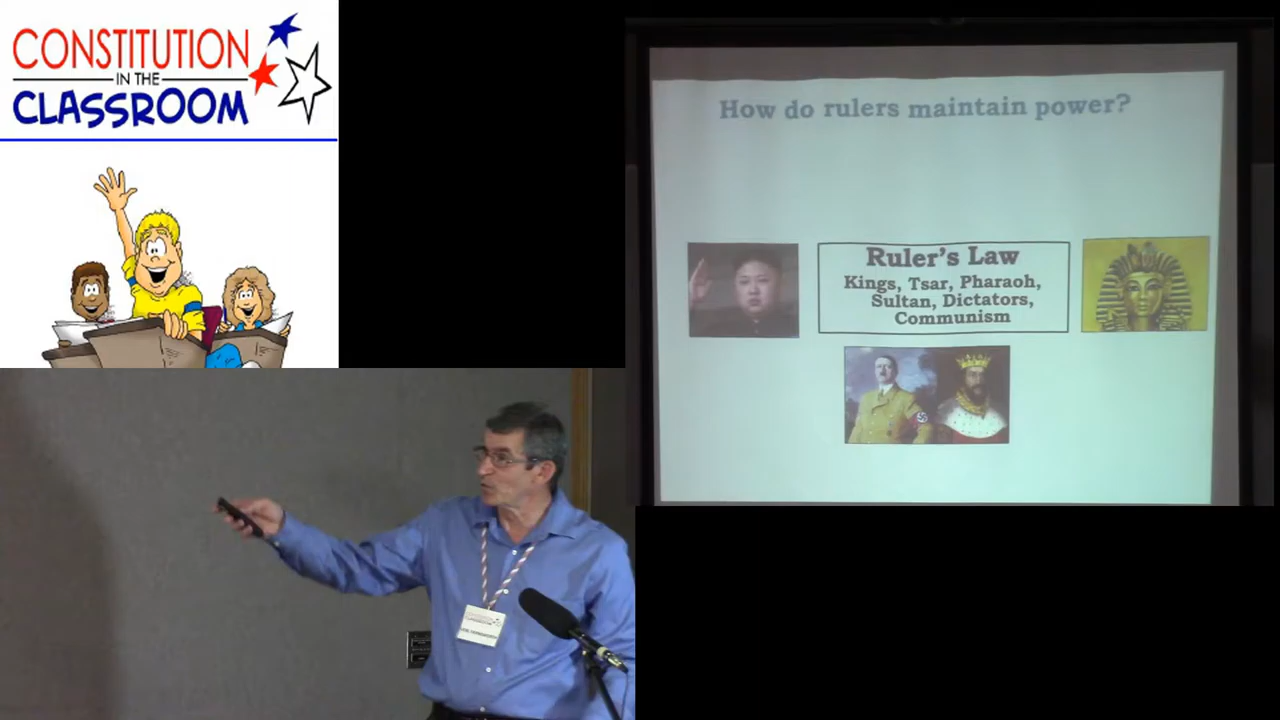 CONSTITUTION
IN THE
CLASSROOM
How do rulers maintain power?
Ruler's Law
Kings, Tsar, Pharaoh,
Sultan, Dictators,
Communism